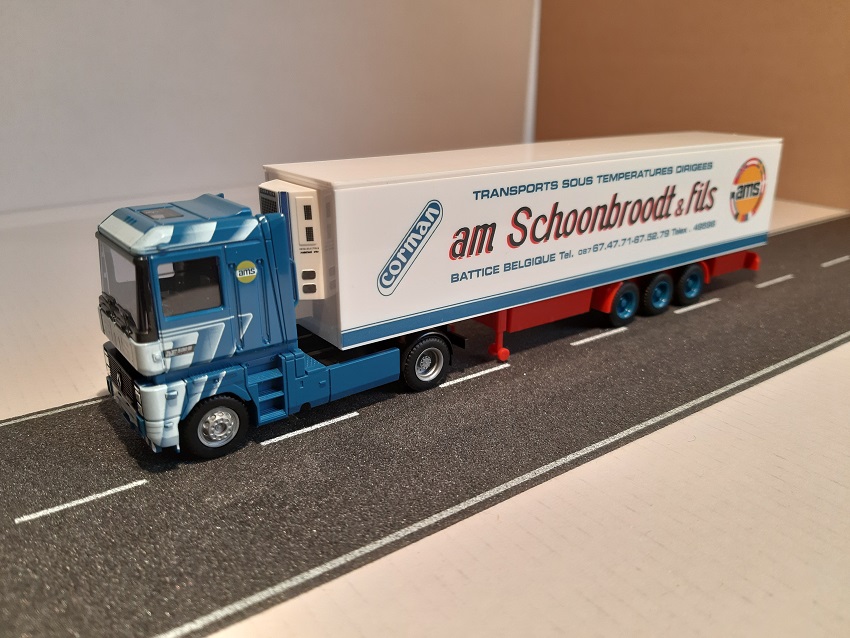 TRANSPORTS SOUS TEMPERATURES DIRIGEES
corman
am Schoonbroodt & fils
ams
BATTICE BELGIQUE Tel. 087 67.47.71-67.52.79 Telex. 49596
ams